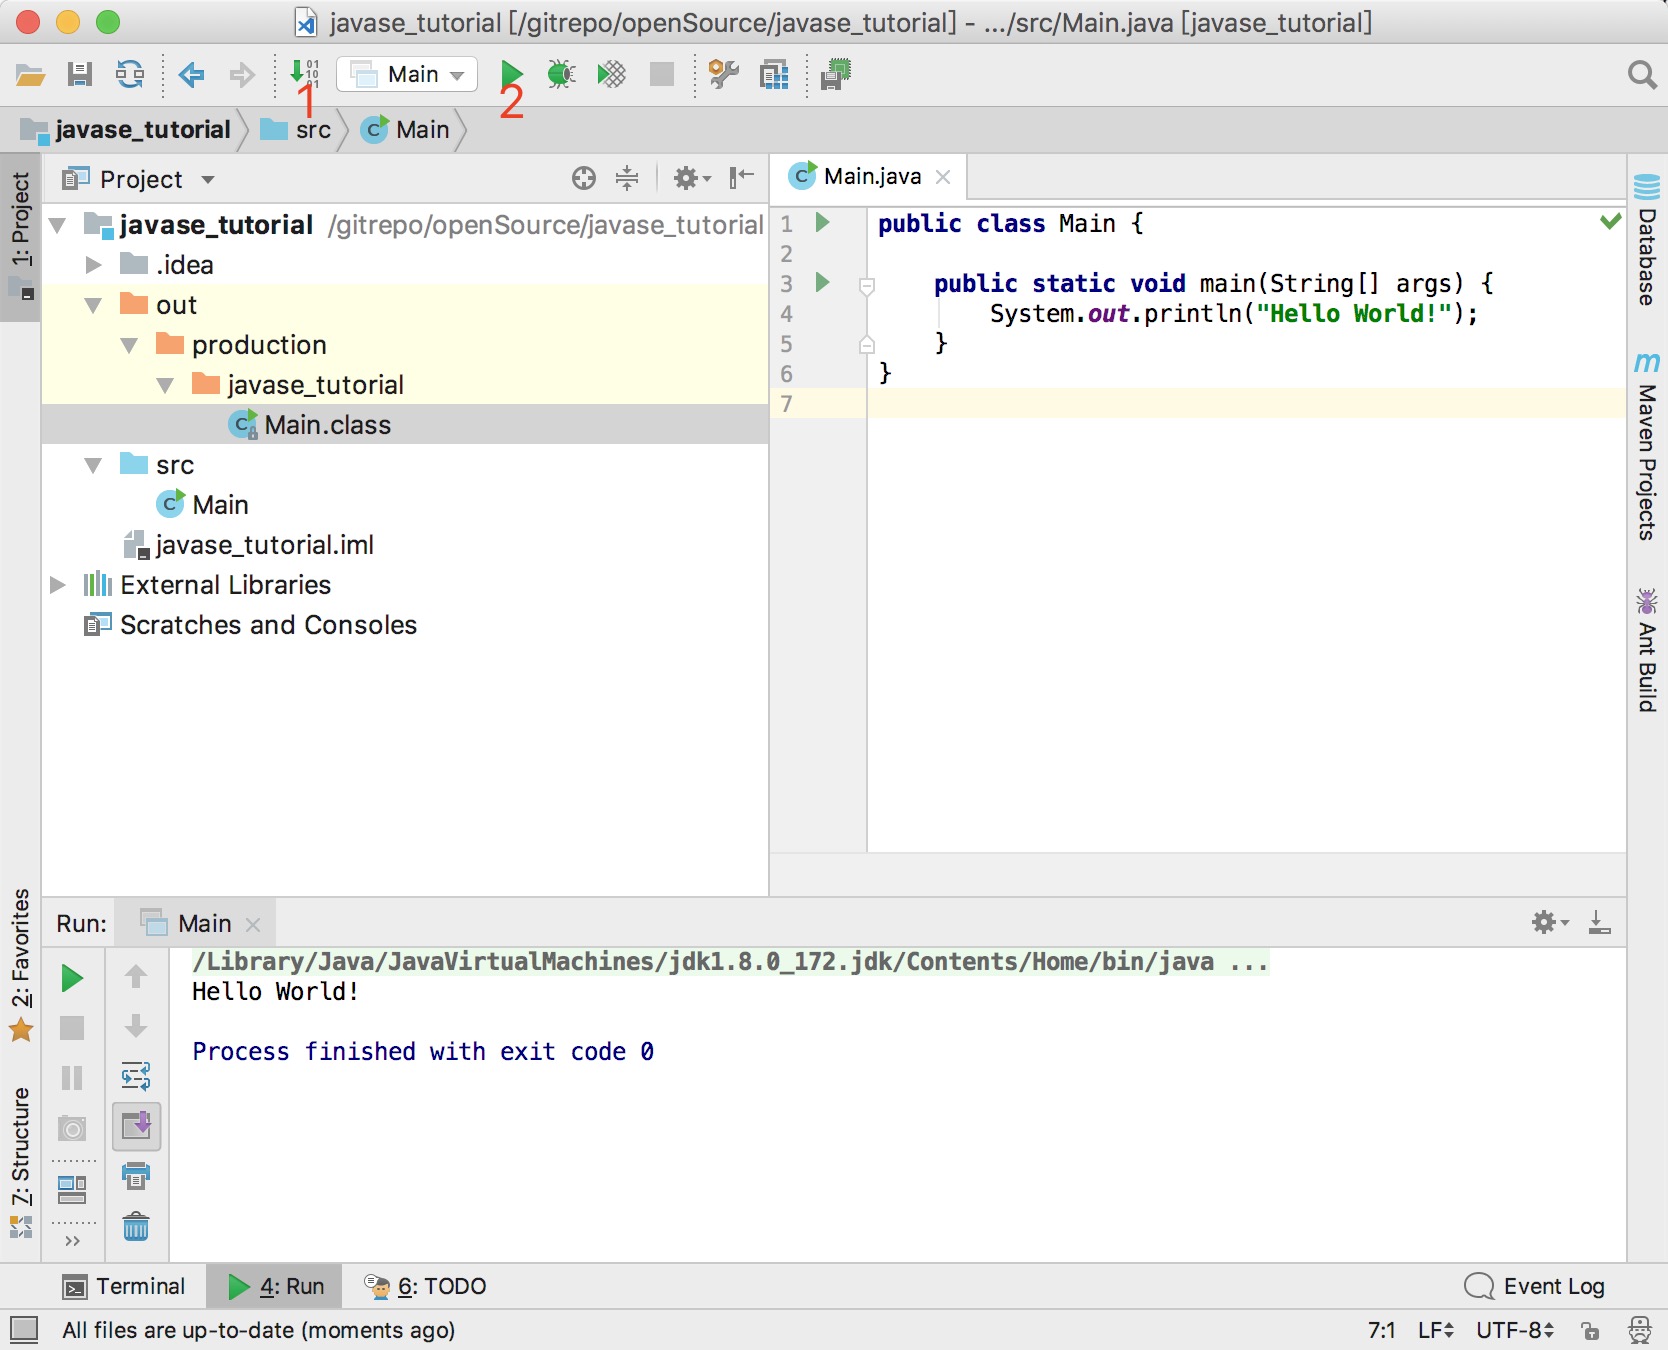 javase_tutorial [/gitrepo/openSource/javase_tutorial] - .../src/Main.java [javase_tutorial]
Main
1
2
javase_tutorial
src
Main
1: Project
Project
javase_tutorial /gitrepo/openSource/javase_tutorial
.idea
out
production
javase_tutorial
Main.class
src
Main
javase_tutorial.iml
External Libraries
Scratches and Consoles
Main.java
1 public class Main {
2
3 public static void main(String[] args) {
4 System.out.println("Hello World!");
5 }
6 }
7
Database
Maven Projects
Ant Build
2: Favorites
7: Structure
Run: Main
/Library/Java/JavaVirtualMachines/jdk1.8.0_172.jdk/Contents/Home/bin/java ...
Hello World!
Process finished with exit code 0
Terminal
4: Run
6: TODO
Event Log
All files are up-to-date (moments ago)
7:1
LF
UTF-8